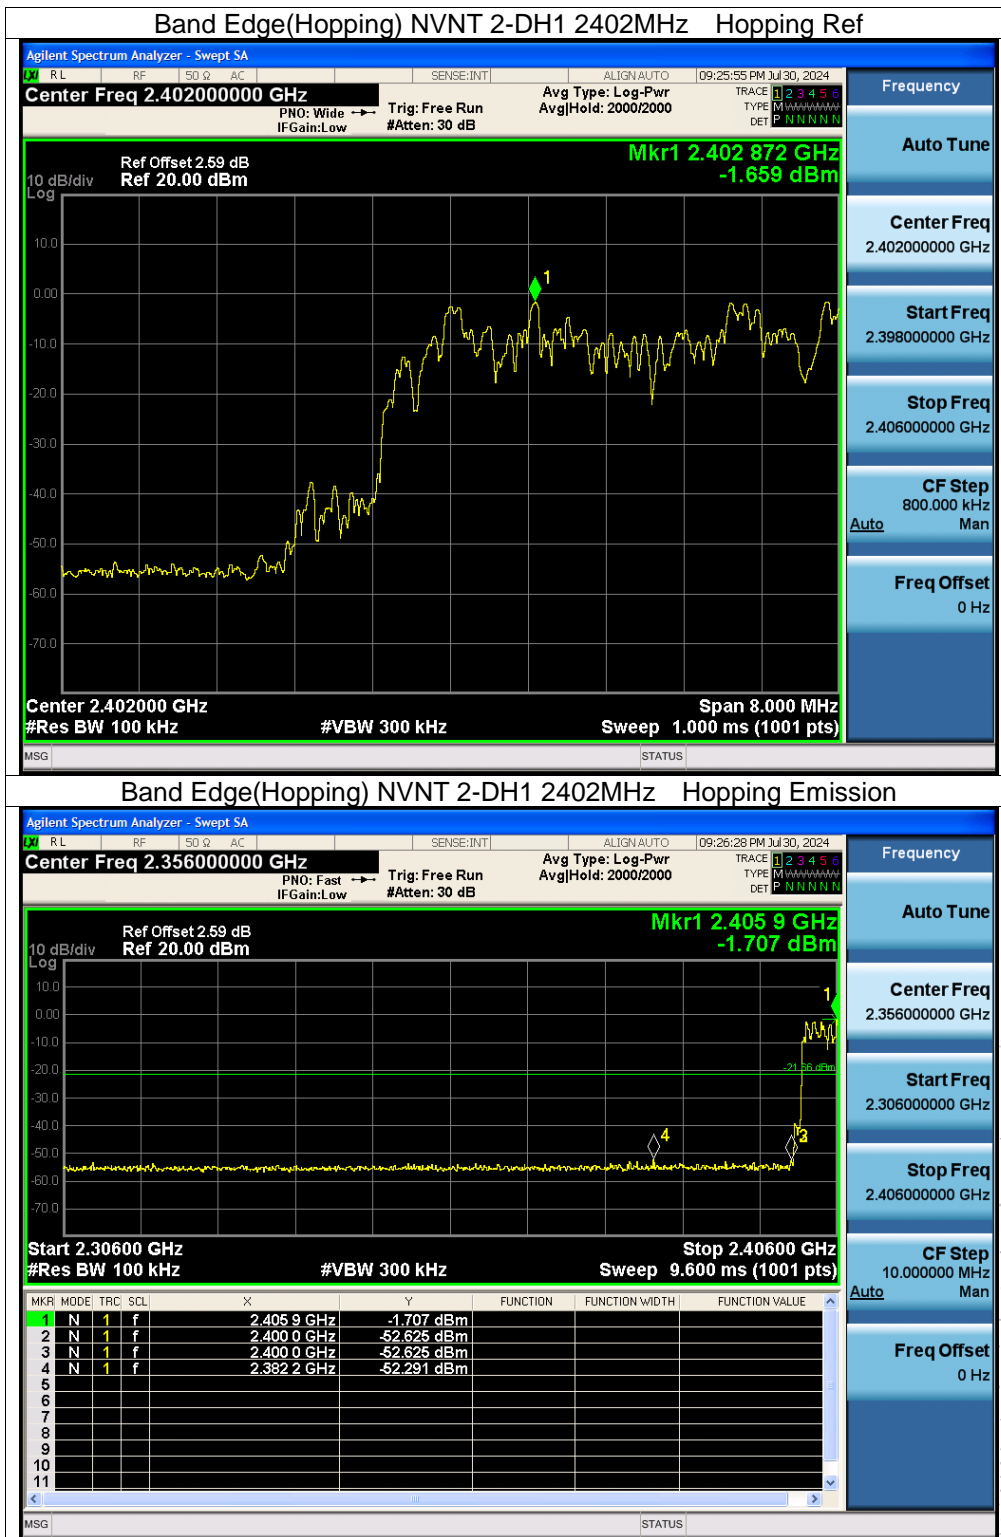 Band Edge(Hopping) NVNT 2-DH1 2402MHz Hopping Ref
Agilent Spectrum Analyzer - Swept SA
LXI RL RF 50 Ω AC SENSE:INT ALIGN AUTO 09:25:55 PM Jul 30, 2024
Center Freq 2.402000000 GHz
PNO: Wide
IFGain:Low
Trig: Free Run
#Atten: 30 dB
Avg Type: Log-Pwr
Avg|Hold: 2000/2000
TRACE 1 2 3 4 5 6
TYPE M WWWWW
DET P N N N N N
Mkr1 2.402 872 GHz
-1.659 dBm
Ref Offset 2.59 dB
10 dB/div Ref 20.00 dBm
Log
10.0
0.00
-10.0
-20.0
-30.0
-40.0
-50.0
-60.0
-70.0
1
Center 2.402000 GHz Span 8.000 MHz
#Res BW 100 kHz #VBW 300 kHz Sweep 1.000 ms (1001 pts)
MSG STATUS
Frequency
Auto Tune
Center Freq
2.402000000 GHz
Start Freq
2.398000000 GHz
Stop Freq
2.406000000 GHz
CF Step
800.000 kHz
Auto Man
Freq Offset
0 Hz
Band Edge(Hopping) NVNT 2-DH1 2402MHz Hopping Emission
Agilent Spectrum Analyzer - Swept SA
LXI RL RF 50 Ω AC SENSE:INT ALIGN AUTO 09:26:28 PM Jul 30, 2024
Center Freq 2.356000000 GHz
PNO: Fast
IFGain:Low
Trig: Free Run
#Atten: 30 dB
Avg Type: Log-Pwr
Avg|Hold: 2000/2000
TRACE 1 2 3 4 5 6
TYPE M WWWWW
DET P N N N N N
Mkr1 2.405 9 GHz
-1.707 dBm
Ref Offset 2.59 dB
10 dB/div Ref 20.00 dBm
Log
10.0
0.00
-10.0
-20.0
-30.0
-40.0
-50.0
-60.0
-70.0
1
-21.66 dBm
4
3
Start 2.30600 GHz Stop 2.40600 GHz
#Res BW 100 kHz #VBW 300 kHz Sweep 9.600 ms (1001 pts)
MKR MODE TRC SCL X Y FUNCTION FUNCTION WIDTH FUNCTION VALUE
1 N 1 f 2.405 9 GHz -1.707 dBm
2 N 1 f 2.400 0 GHz -52.625 dBm
3 N 1 f 2.400 0 GHz -52.625 dBm
4 N 1 f 2.382 2 GHz -52.291 dBm
5
6
7
8
9
10
11
MSG STATUS
Frequency
Auto Tune
Center Freq
2.356000000 GHz
Start Freq
2.306000000 GHz
Stop Freq
2.406000000 GHz
CF Step
10.000000 MHz
Auto Man
Freq Offset
0 Hz